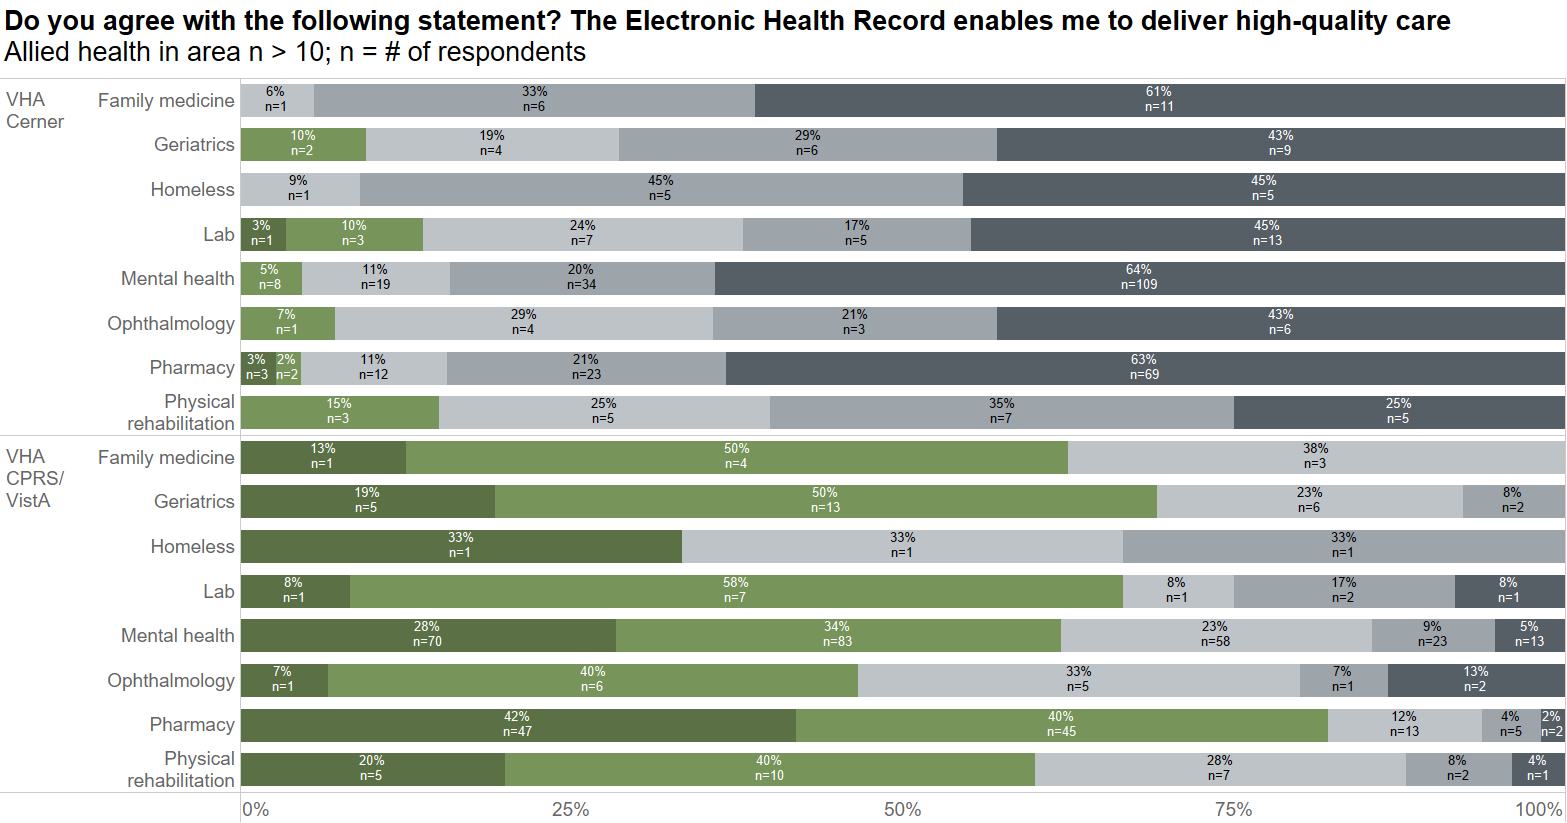 Do you agree with the following statement? The Electronic Health Record enables me to deliver high-quality care
Allied health in area n > 10; n = # of respondents
VHA
Cerner
Family medicine
6%
n=1
33%
n=6
61%
n=11
Geriatrics
10%
n=2
19%
n=4
29%
n=6
43%
n=9
Homeless
9%
n=1
45%
n=5
45%
n=5
Lab
3%
n=1
10%
n=3
24%
n=7
17%
n=5
45%
n=13
Mental health
5%
n=8
11%
n=19
20%
n=34
64%
n=109
Ophthalmology
7%
n=1
29%
n=4
21%
n=3
43%
n=6
Pharmacy
3%
n=3
2%
n=2
11%
n=12
21%
n=23
63%
n=69
Physical
rehabilitation
15%
n=3
25%
n=5
35%
n=7
25%
n=5
VHA
CPRS/
VistA
Family medicine
13%
n=1
50%
n=4
38%
n=3
Geriatrics
19%
n=5
50%
n=13
23%
n=6
8%
n=2
Homeless
33%
n=1
33%
n=1
33%
n=1
Lab
8%
n=1
58%
n=7
8%
n=1
17%
n=2
8%
n=1
Mental health
28%
n=70
34%
n=83
23%
n=58
9%
n=23
5%
n=13
Ophthalmology
7%
n=1
40%
n=6
33%
n=5
7%
n=1
13%
n=2
Pharmacy
42%
n=47
40%
n=45
12%
n=13
4%
n=5
2%
n=2
Physical
rehabilitation
20%
n=5
40%
n=10
28%
n=7
8%
n=2
4%
n=1
0%
25%
50%
75%
100%